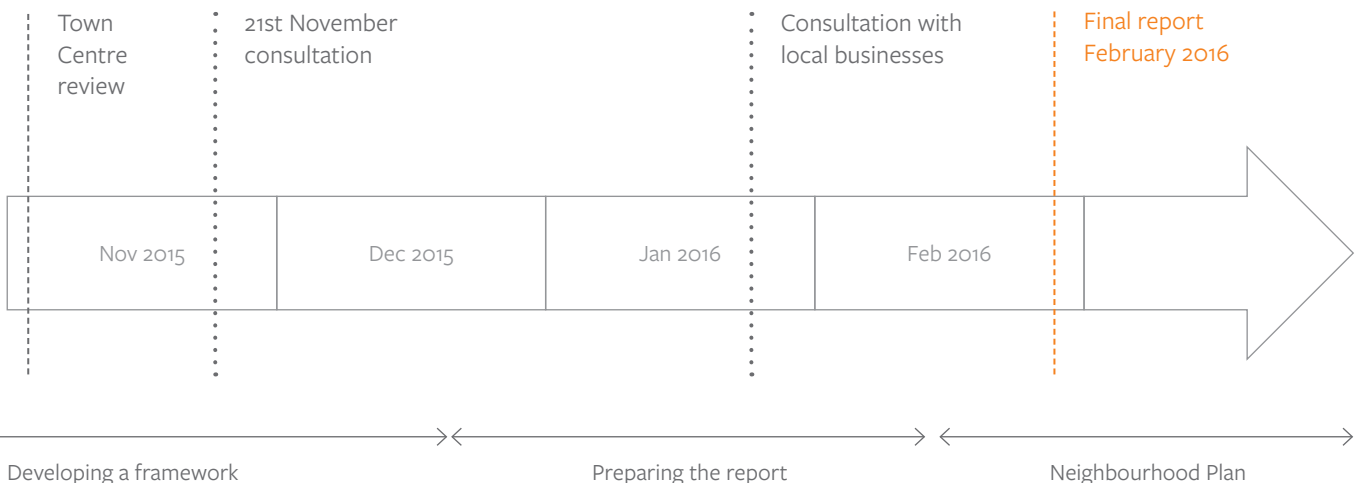 Town
Centre
review
21st November
consultation
Consultation with
local businesses
Final report
February 2016
Nov 2015
Dec 2015
Jan 2016
Feb 2016
Developing a framework
Preparing the report
Neighbourhood Plan